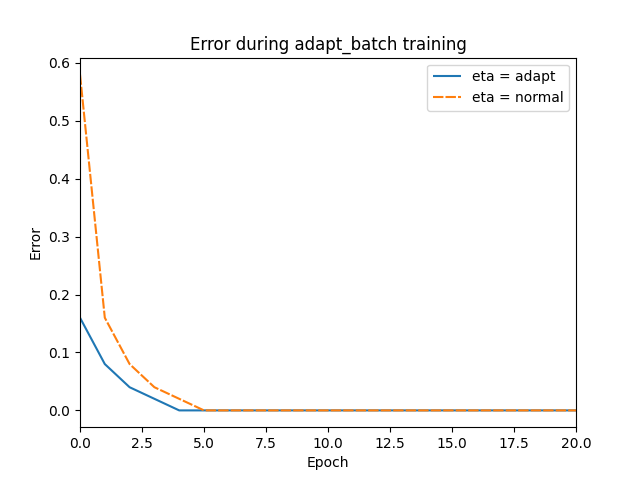 Error during adapt_batch training
eta = adapt
eta = normal
0.6
0.5
0.4
0.3
0.2
0.1
0.0
Error
0.0 2.5 5.0 7.5 10.0 12.5 15.0 17.5 20.0
Epoch